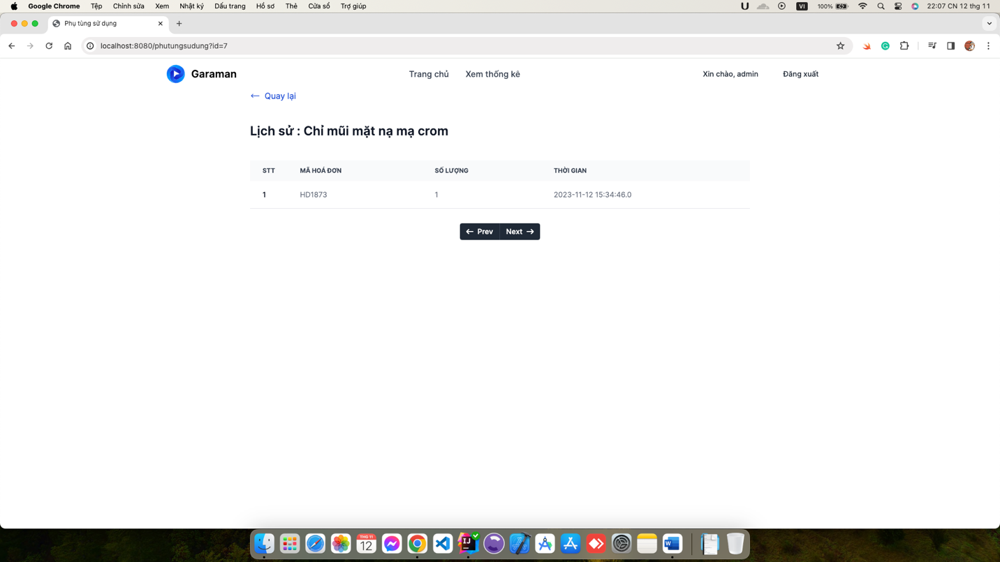 Google Chrome Tệp Chỉnh sửa Xem Nhật ký Dấu trang Hồ sơ Thẻ Cửa sổ Trợ giúp VI 100% 22:07 CN 12 thg 11
Phụ tùng sử dụng
localhost:8080/phutungsudung?id=7
Garaman Trang chủ Xem thống kê Xin chào, admin Đăng xuất
← Quay lại
Lịch sử : Chỉ mũi mặt nạ mạ crom
STT MÃ HOÁ ĐƠN SỐ LƯỢNG THỜI GIAN
1 HD1873 1 2023-11-12 15:34:46.0
← Prev Next →
THG 11
12
IJ
W